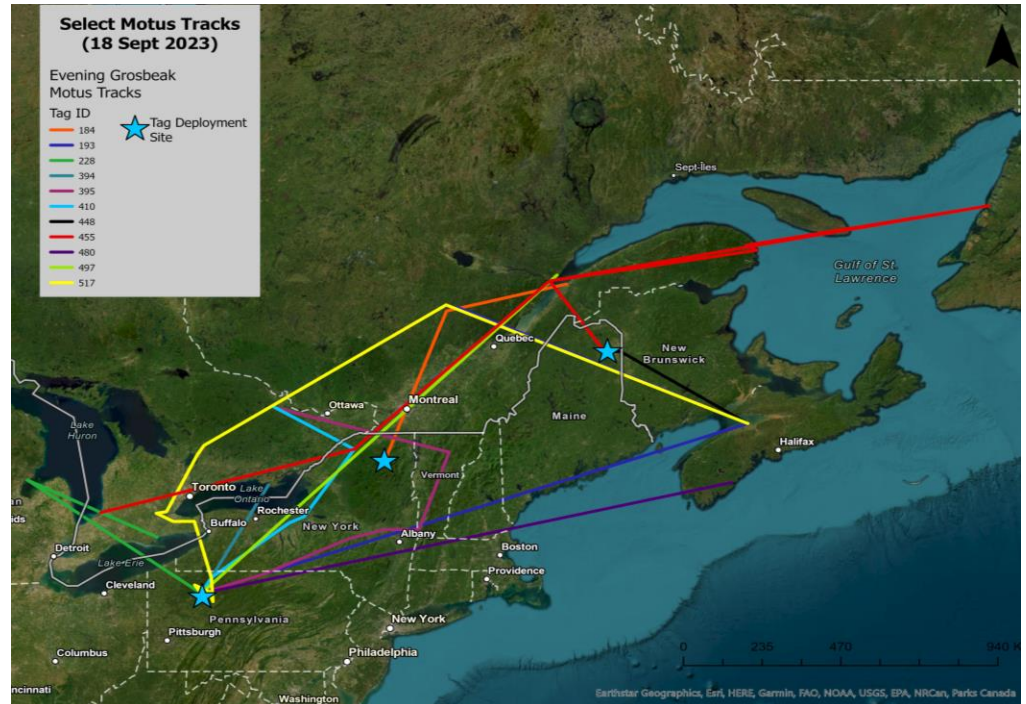 Select Motus Tracks
(18 Sept 2023)
Evening Grosbeak
Motus Tracks
Tag ID
184
193
228
394
395
410
448
455
480
497
517
Tag Deployment
Site
N
Sept-Îles
Gulf of St.
Lawrence
Quebec
New
Brunswick
Ottawa
Montreal
Maine
Halifax
Lake
Huron
Vermont
Toronto
Lake
Ontario
Rochester
New York
Buffalo
Albany
Boston
ids
Detroit
Lake Erie
Providence
Cleveland
Pennsylvania
New York
Pittsburgh
Philadelphia
Columbus
Washington
cinnati
0 235 470 940 K
Earthstar Geographics, Esri, HERE, Garmin, FAO, NOAA, USGS, EPA, NRCan, Parks Canada